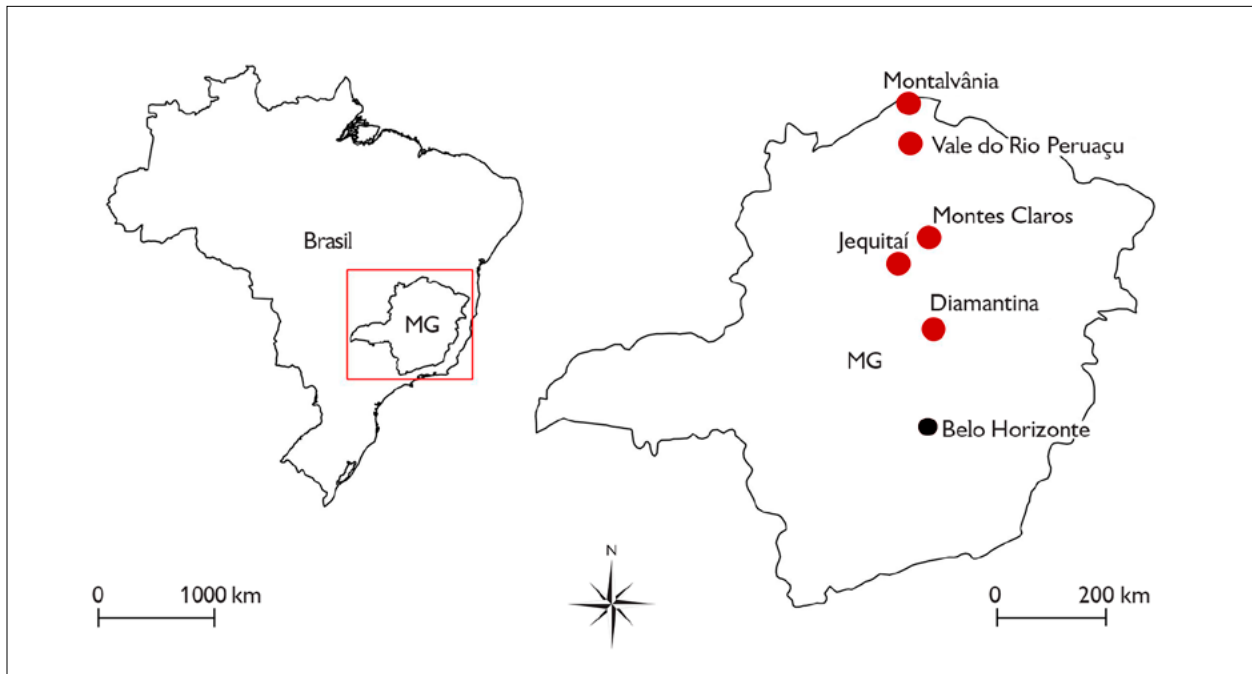 Brasil
MG
0 1000 km
N
Montalvânia
Vale do Rio Peruaçu
Montes Claros
Jequitaí
Diamantina
MG
Belo Horizonte
0 200 km